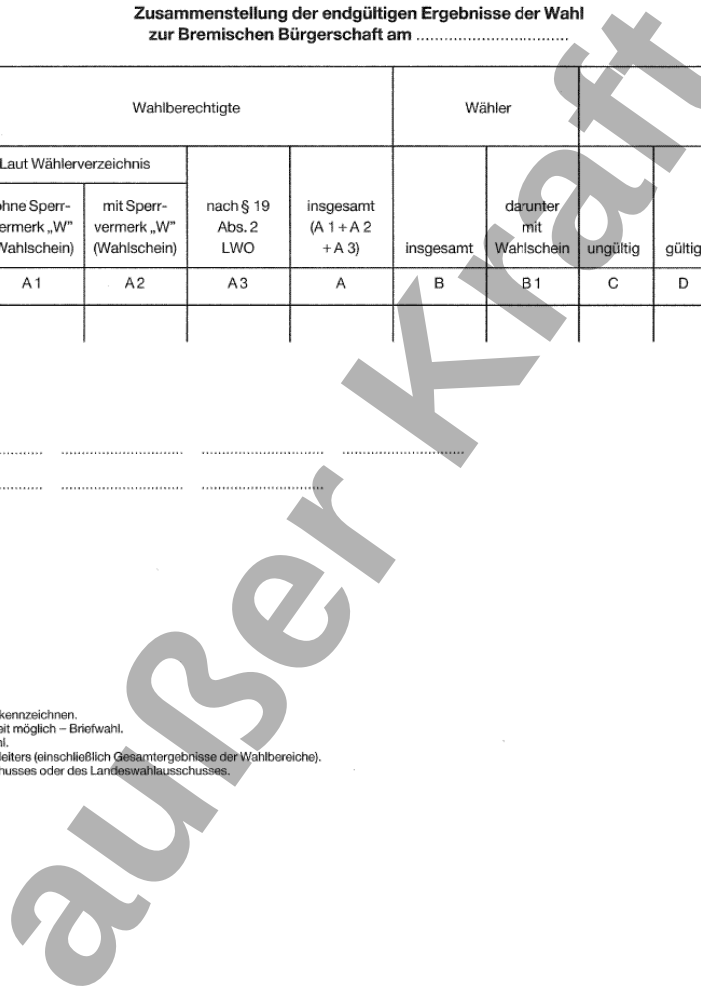 Zusammenstellung der endgültigen Ergebnisse der Wahl
zur Bremischen Bürgerschaft am ................................
Wahlberechtigte
Wähler
Laut Wählerverzeichnis
ohne Sperr-
vermerk „W"
(Wahlschein)
mit Sperr-
vermerk „W"
(Wahlschein)
nach § 19
Abs. 2
LWO
insgesamt
(A 1 + A 2
+ A 3)
insgesamt
darunter
mit
Wahlschein
ungültig
gültig
A 1
A 2
A 3
A
B
B 1
C
D
kennzeichnen.
eit möglich – Briefwahl.
hl.
leiters (einschließlich Gesamtergebnisse der Wahlbereiche).
husses oder des Landeswahlausschusses.
außer Kraft